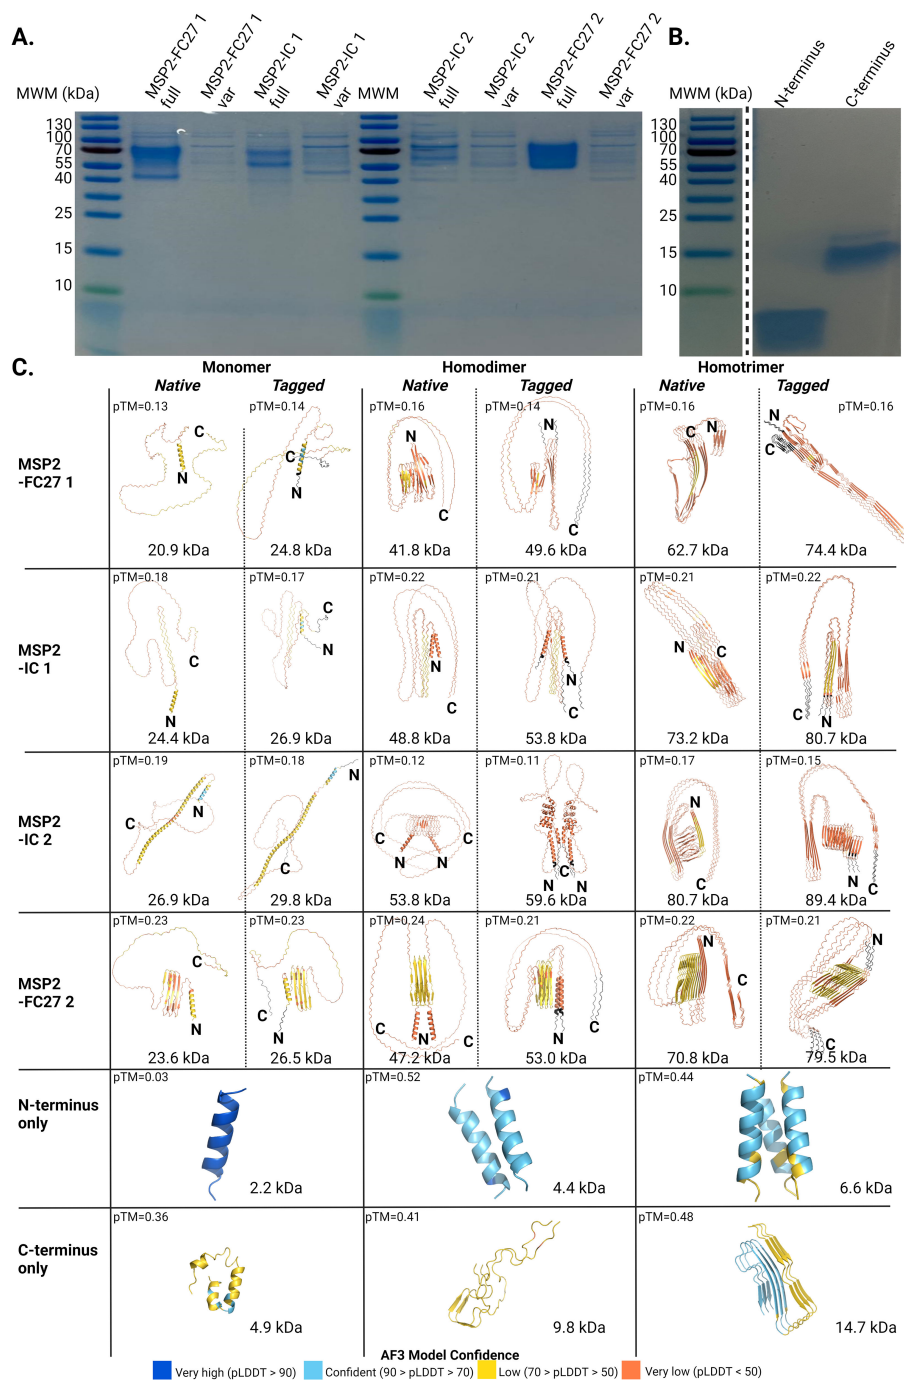 A.
MSP2-FC27 1 full
MSP2-FC27 1 var
MSP2-IC 1 full
MSP2-IC 1 var
MSP2-IC 2 full
MSP2-IC 2 var
MSP2-FC27 2 full
MSP2-FC27 2 var
MWM (kDa)
MWM
130
100
70
55
40
25
15
10
B.
N-terminus
C-terminus
MWM (kDa)
130
100
70
55
40
25
15
10
C.
Monomer Homodimer Homotrimer
Native Tagged Native Tagged Native Tagged
MSP2 -FC27 1
pTM=0.13 pTM=0.14 pTM=0.16 pTM=0.14 pTM=0.16 pTM=0.16
C N C N N C N C C N N C
20.9 kDa 24.8 kDa 41.8 kDa 49.6 kDa 62.7 kDa 74.4 kDa
MSP2 -IC 1
pTM=0.18 pTM=0.17 pTM=0.22 pTM=0.21 pTM=0.21 pTM=0.22
C N C N N C N C N C C N
24.4 kDa 26.9 kDa 48.8 kDa 53.8 kDa 73.2 kDa 80.7 kDa
MSP2 -IC 2
pTM=0.19 pTM=0.18 pTM=0.12 pTM=0.11 pTM=0.17 pTM=0.15
C N N C C C N N N C N N C N C
26.9 kDa 29.8 kDa 53.8 kDa 59.6 kDa 80.7 kDa 89.4 kDa
MSP2 -FC27 2
pTM=0.23 pTM=0.23 pTM=0.24 pTM=0.21 pTM=0.22 pTM=0.21
C N C N C N C C N N C N C
23.6 kDa 26.5 kDa 47.2 kDa 53.0 kDa 70.8 kDa 79.5 kDa
N-terminus only
pTM=0.03 pTM=0.52 pTM=0.44
2.2 kDa 4.4 kDa 6.6 kDa
C-terminus only
pTM=0.36 pTM=0.41 pTM=0.48
4.9 kDa 9.8 kDa 14.7 kDa
AF3 Model Confidence
Very high (pLDDT > 90) Confident (90 > pLDDT > 70) Low (70 > pLDDT > 50) Very low (pLDDT < 50)